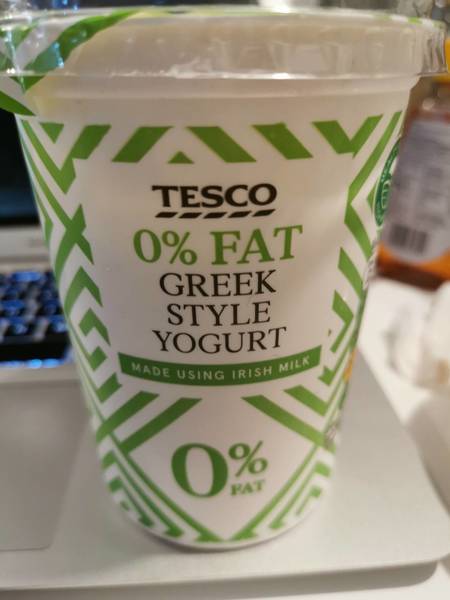 TESCO
0% FAT
GREEK
STYLE
YOGURT
MADE USING IRISH MILK
0%
FAT